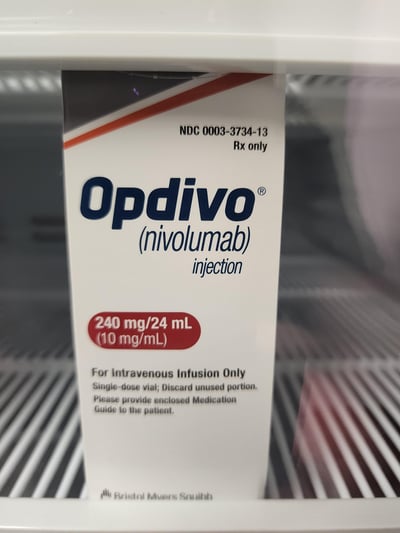 NDC 0003-3734-13
Rx only
Opdivo®
(nivolumab)
injection
240 mg/24 mL
(10 mg/mL)
For Intravenous Infusion Only
Single-dose vial; Discard unused portion.
Please provide enclosed Medication
Guide to the patient.
Bristol Myers Squibb